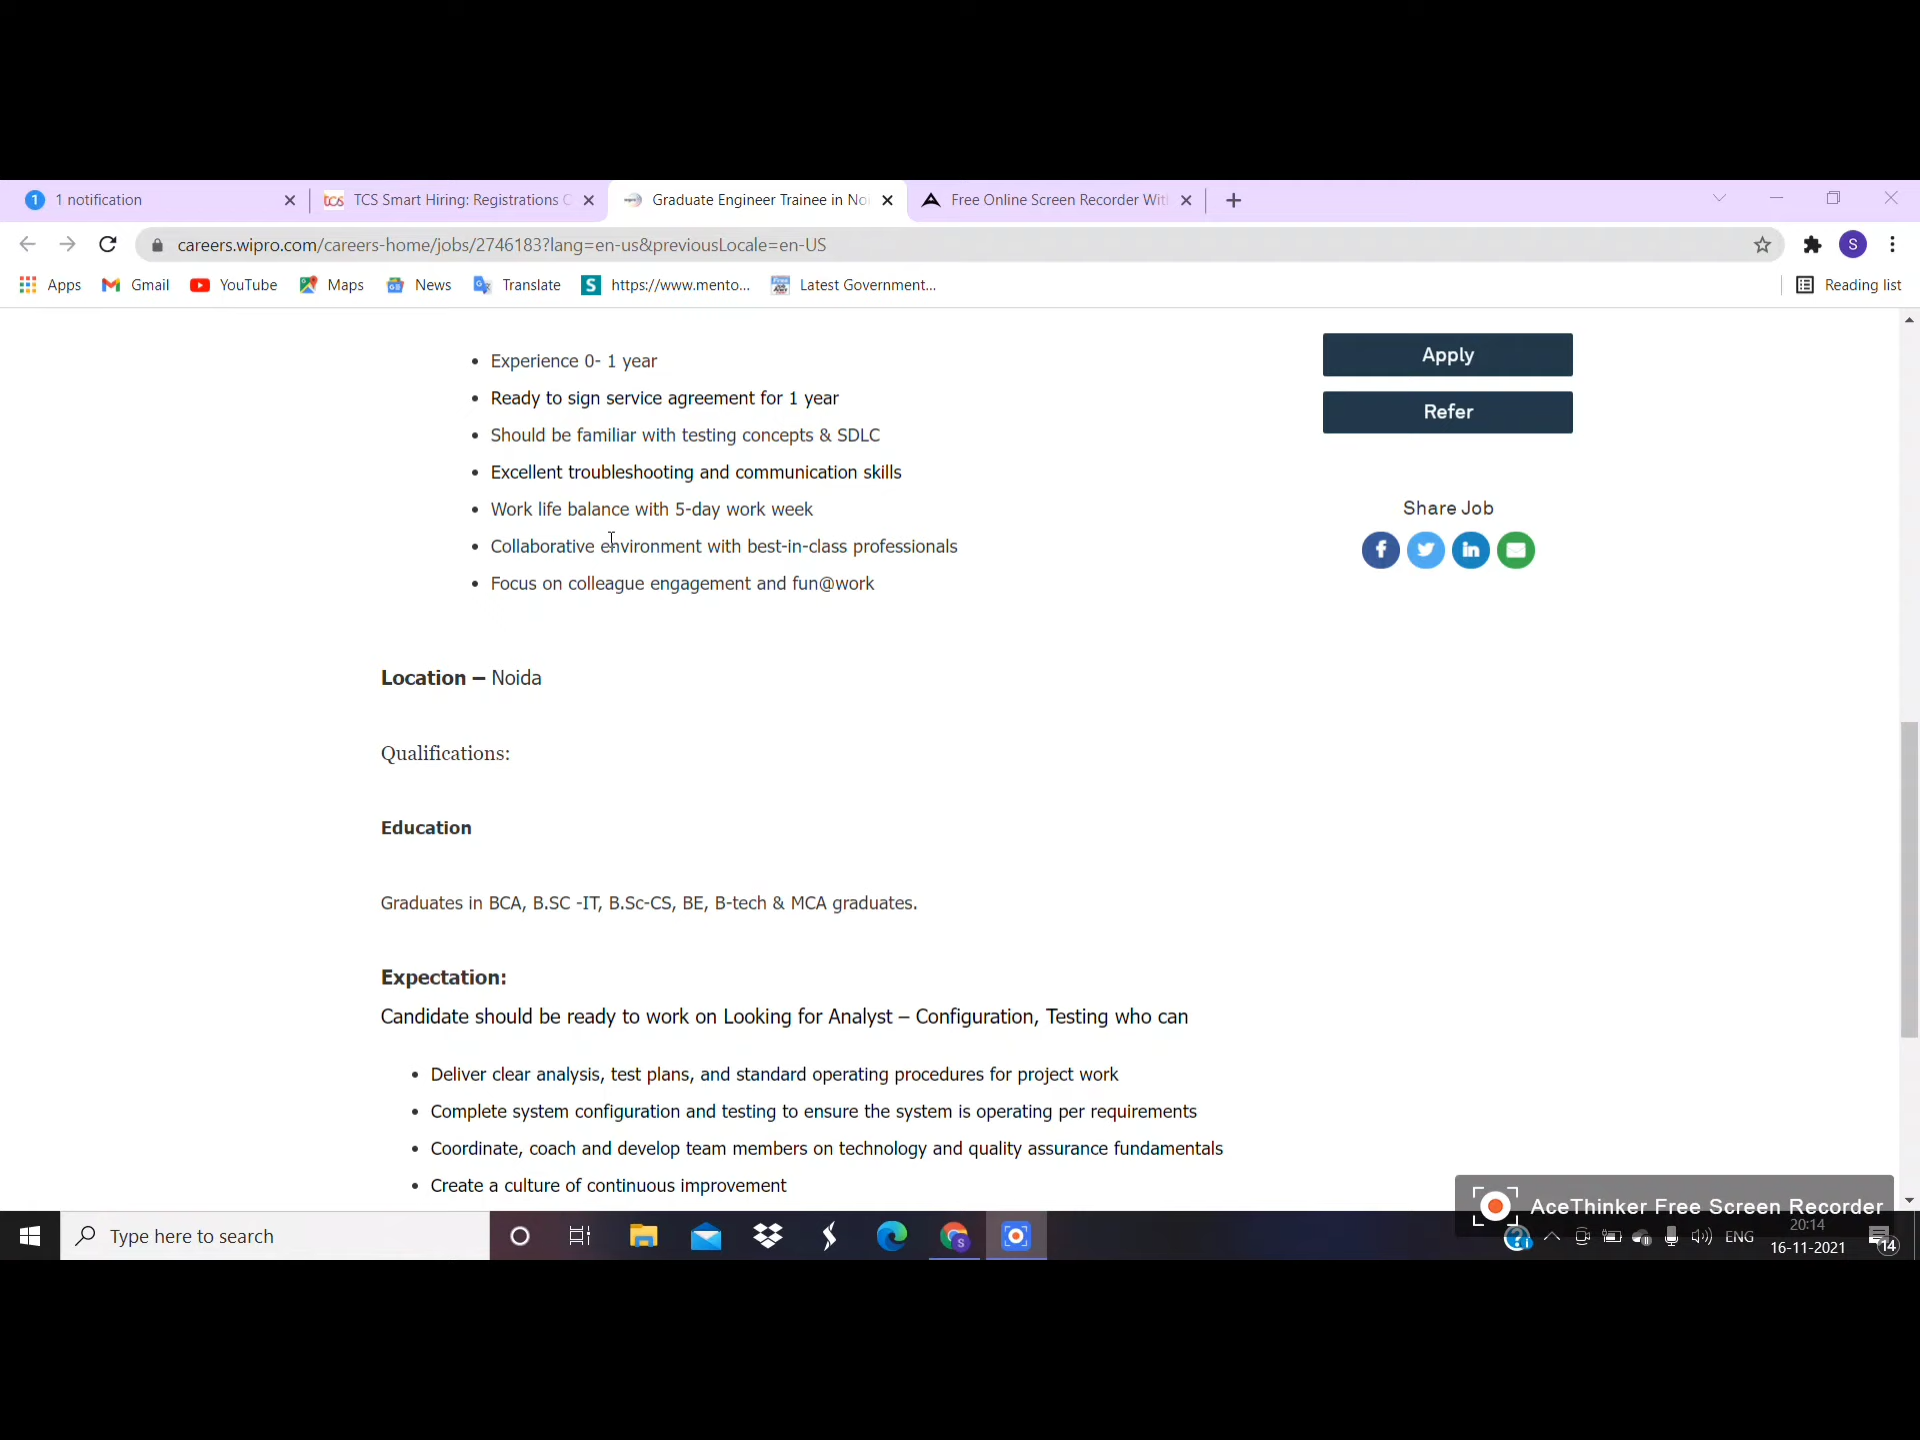 1 1 notification
TCS Smart Hiring: Registrations
Graduate Engineer Trainee in No
Free Online Screen Recorder Wit
careers.wipro.com/careers-home/jobs/2746183?lang=en-us&previousLocale=en-US
S
Apps Gmail YouTube Maps News Translate S https://www.mento... Latest Government... Reading list
• Experience 0- 1 year
• Ready to sign service agreement for 1 year
• Should be familiar with testing concepts & SDLC
• Excellent troubleshooting and communication skills
• Work life balance with 5-day work week
• Collaborative environment with best-in-class professionals
• Focus on colleague engagement and fun@work
Apply
Refer
Share Job
Location – Noida
Qualifications:
Education
Graduates in BCA, B.SC -IT, B.Sc-CS, BE, B-tech & MCA graduates.
Expectation:
Candidate should be ready to work on Looking for Analyst – Configuration, Testing who can
• Deliver clear analysis, test plans, and standard operating procedures for project work
• Complete system configuration and testing to ensure the system is operating per requirements
• Coordinate, coach and develop team members on technology and quality assurance fundamentals
• Create a culture of continuous improvement
AceThinker Free Screen Recorder
Type here to search
ENG
20:14
16-11-2021
14